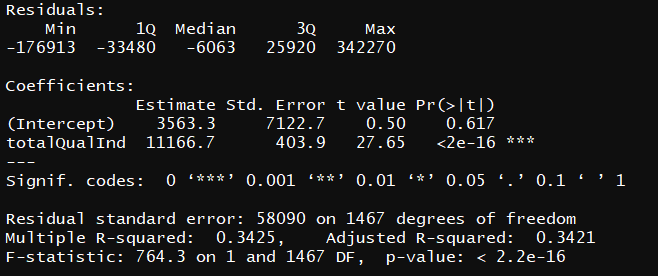 Residuals:
    Min      1Q  Median      3Q     Max
-176913  -33480   -6063   25920  342270

Coefficients:
             Estimate Std. Error t value Pr(>|t|)
(Intercept)    3563.3     7122.7    0.50    0.617
totalQualInd  11166.7      403.9   27.65   <2e-16 ***
---
Signif. codes:  0 ‘***’ 0.001 ‘**’ 0.01 ‘*’ 0.05 ‘.’ 0.1 ‘ ’ 1

Residual standard error: 58090 on 1467 degrees of freedom
Multiple R-squared:  0.3425,    Adjusted R-squared:  0.3421
F-statistic: 764.3 on 1 and 1467 DF,  p-value: < 2.2e-16